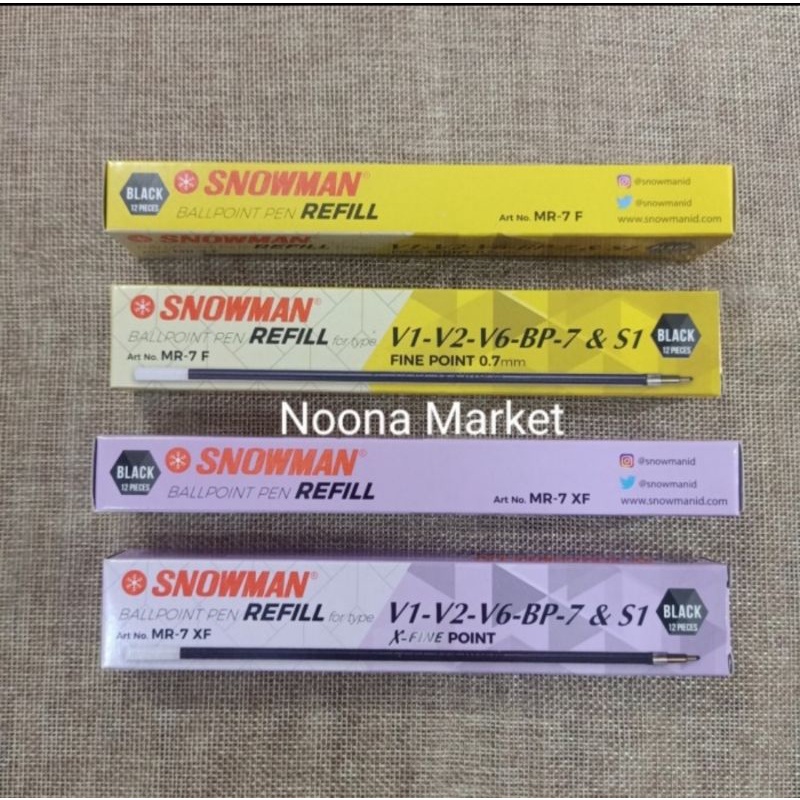 BLACK
12 PIECES
SNOWMAN®
BALLPOINT PEN REFILL
Art No. MR-7 F
@snowmanid
@snowmanid
www.snowmanid.com
SNOWMAN
REFILL
SNOWMAN®
BALLPOINT PEN REFILL for type
V1-V2-V6-BP-7 & S1
Art No. MR-7 F
FINE POINT 0.7mm
BLACK
12 PIECES
Noona Market
BLACK
12 PIECES
SNOWMAN®
BALLPOINT PEN REFILL
Art No. MR-7 XF
@snowmanid
@snowmanid
www.snowmanid.com
SNOWMAN®
BALLPOINT PEN REFILL for type
V1-V2-V6-BP-7 & S1
Art No. MR-7 XF
X-FINE POINT
BLACK
12 PIECES